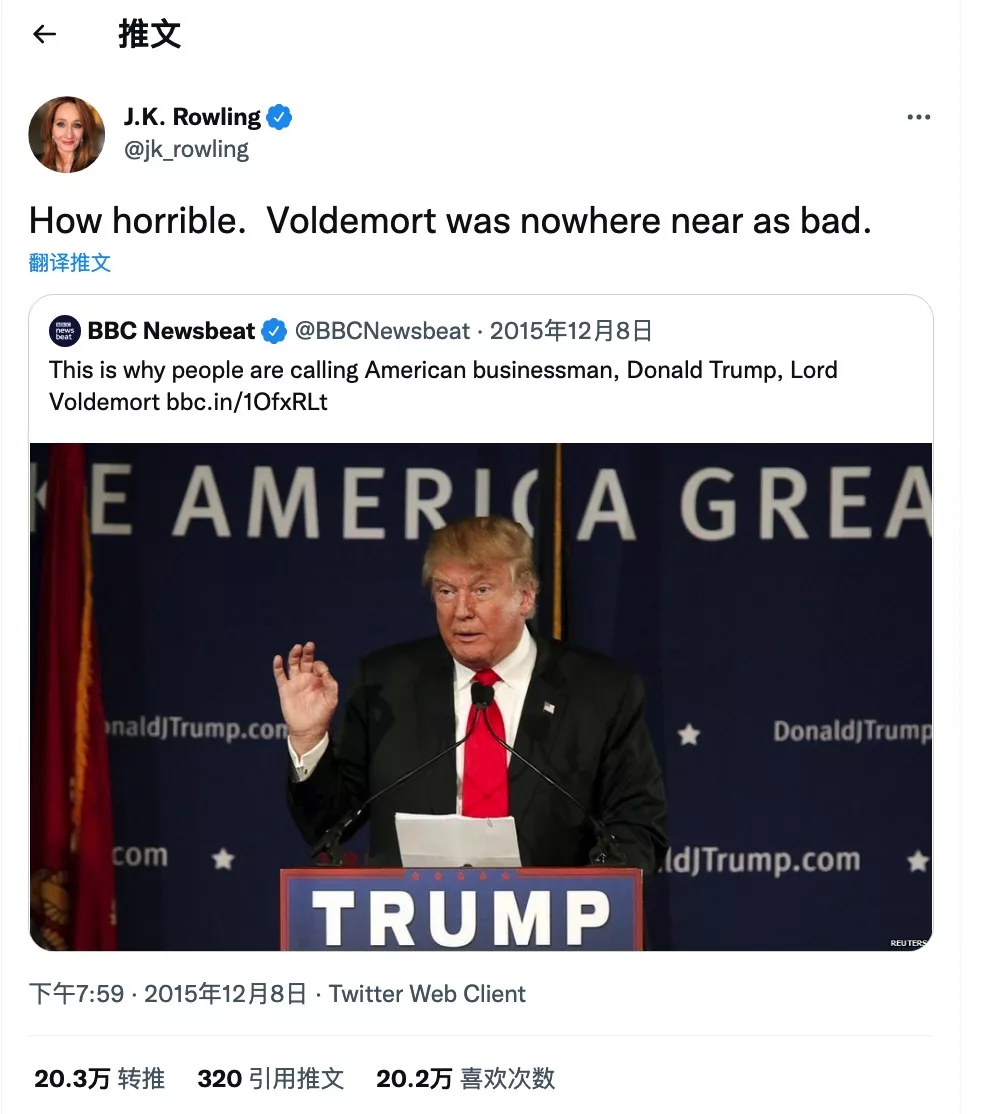 推文
J.K. Rowling
@jk_rowling
How horrible.  Voldemort was nowhere near as bad.
翻译推文
BBC news beat
BBC Newsbeat @BBCNewsbeat · 2015年12月8日
This is why people are calling American businessman, Donald Trump, Lord
Voldemort bbc.in/1OfxRLt
KE AMERICA GREA
onaldJTrump.com
DonaldJTrump
com
ldJTrump.com
TRUMP
REUTERS
下午7:59 · 2015年12月8日 · Twitter Web Client
20.3万 转推 320 引用推文 20.2万 喜欢次数